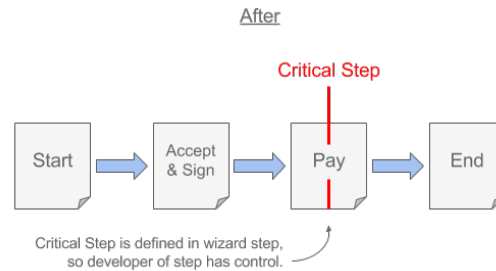 After
Critical Step
Start
Accept
& Sign
Pay
End
Critical Step is defined in wizard step,
so developer of step has control.